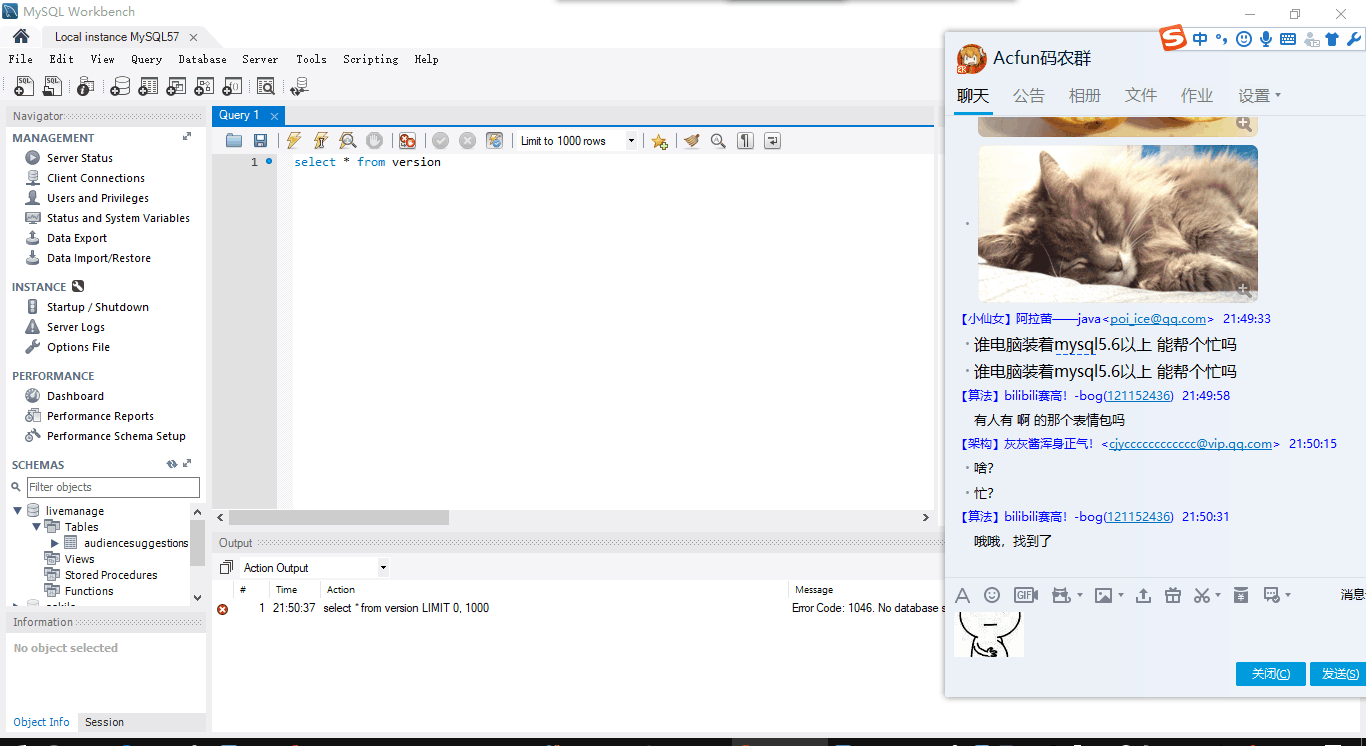 MySQL Workbench
Local instance MySQL57
File Edit View Query Database Server Tools Scripting Help
Navigator
MANAGEMENT
Server Status
Client Connections
Users and Privileges
Status and System Variables
Data Export
Data Import/Restore
INSTANCE
Startup / Shutdown
Server Logs
Options File
PERFORMANCE
Dashboard
Performance Reports
Performance Schema Setup
SCHEMAS
Filter objects
livemanage
Tables
audiencesuggestions
Views
Stored Procedures
Functions
Information
No object selected
Object Info Session
Query 1
Limit to 1000 rows
1 select * from version
Output
Action Output
# Time Action Message
1 21:50:37 select * from version LIMIT 0, 1000 Error Code: 1046. No database s
中
Acfun码农群
聊天 公告 相册 文件 作业 设置
【小仙女】阿拉蕾——java<poi_ice@qq.com> 21:49:33
谁电脑装着mysql5.6以上 能帮个忙吗
谁电脑装着mysql5.6以上 能帮个忙吗
【算法】bilibili赛高! -bog(121152436) 21:49:58
有人有 啊 的那个表情包吗
【架构】灰灰酱浑身正气! <cjycccccccccccc@vip.qq.com> 21:50:15
啥?
忙?
【算法】bilibili赛高! -bog(121152436) 21:50:31
哦哦，找到了
GIF
消息
关闭(C) 发送(S)